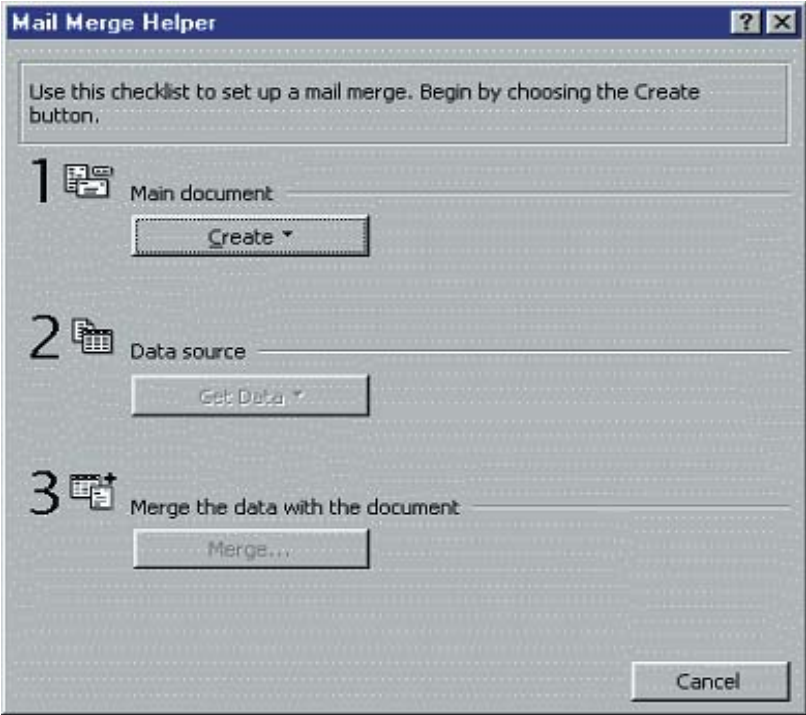 Mail Merge Helper
Use this checklist to set up a mail merge. Begin by choosing the Create
button.
1
Main document
Create
2
Data source
Get Data
3
Merge the data with the document
Merge...
Cancel